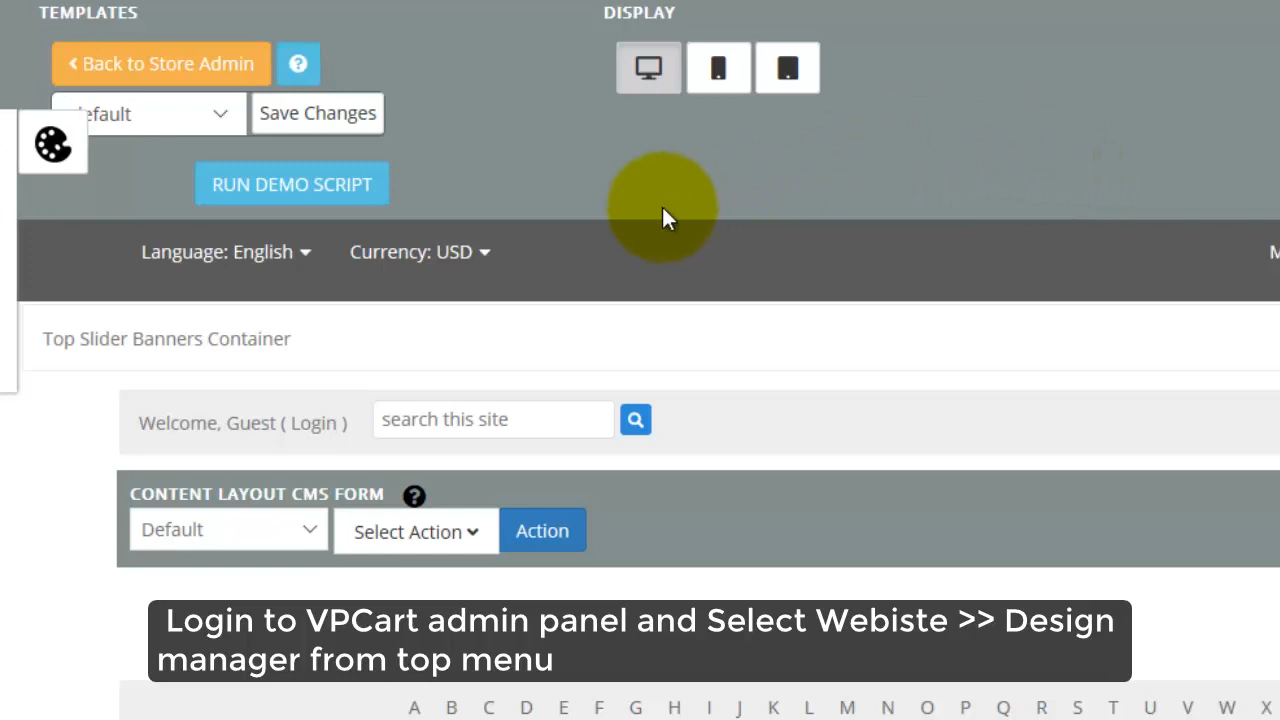 TEMPLATES
DISPLAY
Back to Store Admin
?
efault
Save Changes
RUN DEMO SCRIPT
Language: English
Currency: USD
M
Top Slider Banners Container
Welcome, Guest ( Login )
search this site
CONTENT LAYOUT CMS FORM ?
Default
Select Action
Action
Login to VPCart admin panel and Select Webiste >> Design
manager from top menu
A B C D E F G H I J K L M N O P Q R S T U V W X